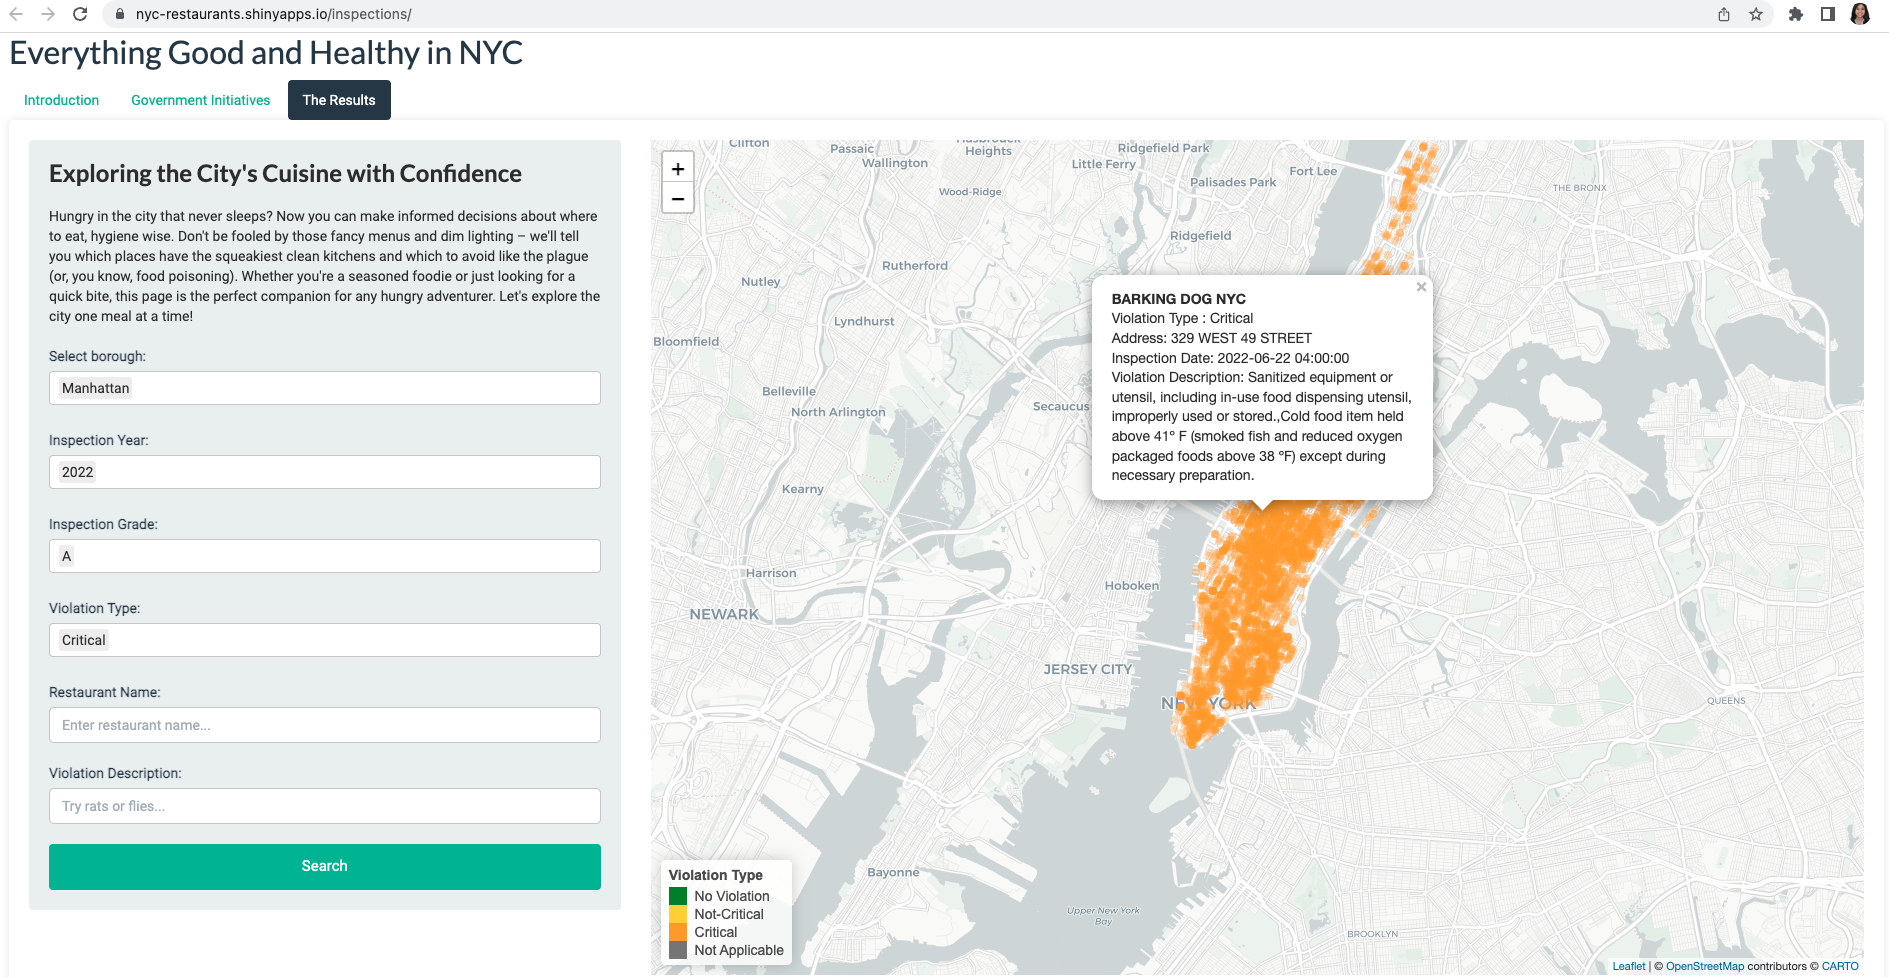 nyc-restaurants.shinyapps.io/inspections/
Everything Good and Healthy in NYC
Introduction
Government Initiatives
The Results
Exploring the City's Cuisine with Confidence
Hungry in the city that never sleeps? Now you can make informed decisions about where
to eat, hygiene wise. Don't be fooled by those fancy menus and dim lighting – we'll tell
you which places have the squeakiest clean kitchens and which to avoid like the plague
(or, you know, food poisoning). Whether you're a seasoned foodie or just looking for a
quick bite, this page is the perfect companion for any hungry adventurer. Let's explore the
city one meal at a time!
Select borough:
Manhattan
Inspection Year:
2022
Inspection Grade:
A
Violation Type:
Critical
Restaurant Name:
Enter restaurant name...
Violation Description:
Try rats or flies...
Search
+
−
Clifton
Passaic
Wallington
Hasbrouck
Heights
Ridgefield Park
Little Ferry
Fort Lee
Palisades Park
Wood-Ridge
THE BRONX
Ridgefield
Rutherford
Nutley
Lyndhurst
Bloomfield
Belleville
North Arlington
Secaucus
Kearny
Harrison
Hoboken
NEWARK
JERSEY CITY
NEW YORK
QUEENS
Bayonne
Upper New York
Bay
BROOKLYN
×
BARKING DOG NYC
Violation Type : Critical
Address: 329 WEST 49 STREET
Inspection Date: 2022-06-22 04:00:00
Violation Description: Sanitized equipment or
utensil, including in-use food dispensing utensil,
improperly used or stored.,Cold food item held
above 41º F (smoked fish and reduced oxygen
packaged foods above 38 ºF) except during
necessary preparation.
Violation Type
No Violation
Not-Critical
Critical
Not Applicable
Leaflet | © OpenStreetMap contributors © CARTO